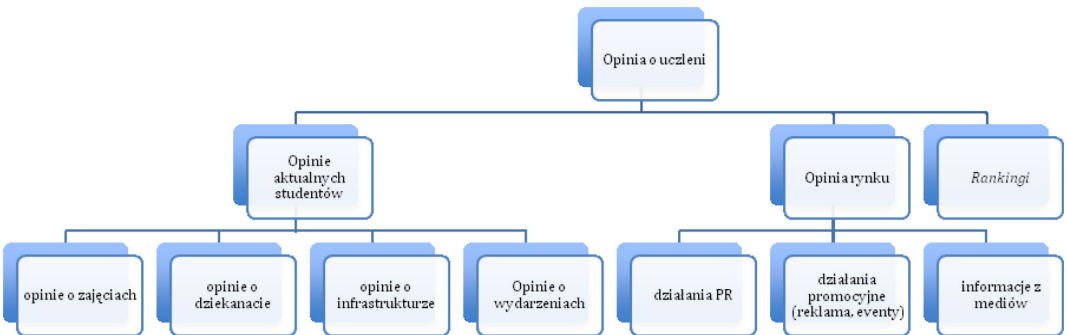 Opinia o uczleni
Opinie
aktualnych
studentów
Opinia rynku
Rankingi
opinie o zajęciach
opinie o
dziekanacie
opinie o
infrastrukturze
Opinie o
wydarzeniach
działania PR
działania
promocyjne
(reklama, eventy)
informacje z
mediów